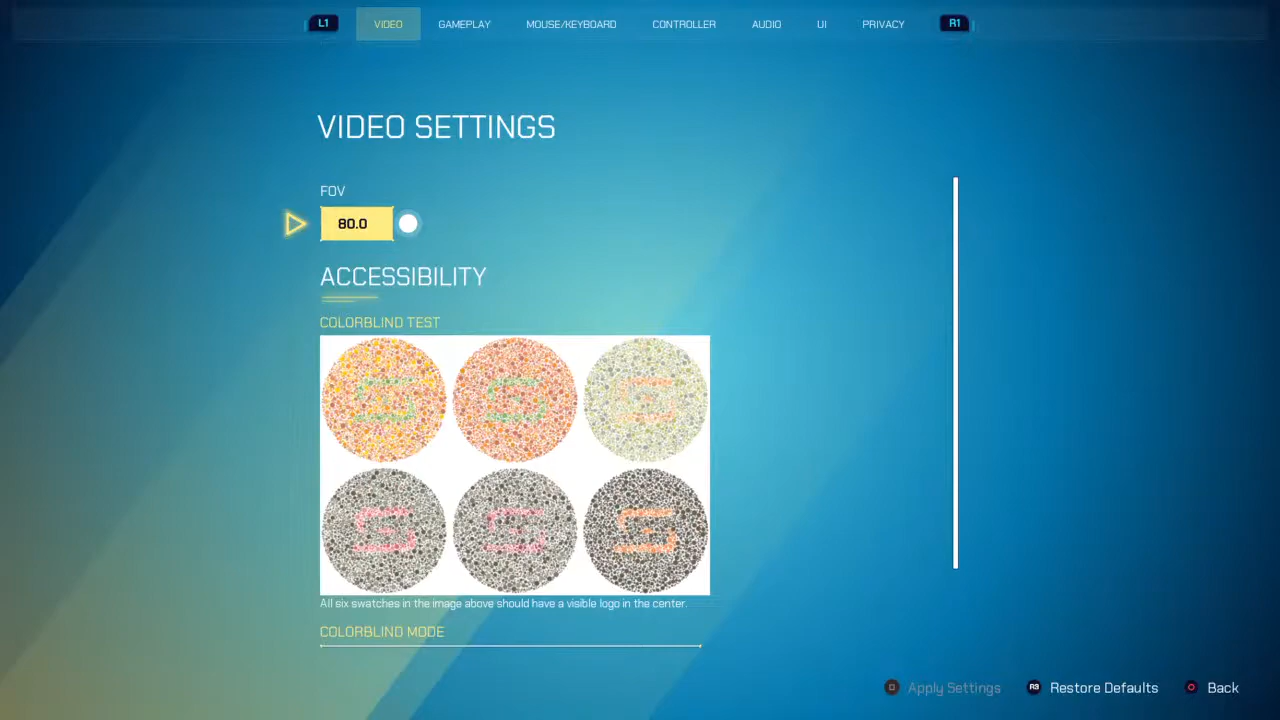 L1 VIDEO GAMEPLAY MOUSE/KEYBOARD CONTROLLER AUDIO UI PRIVACY R1
VIDEO SETTINGS
FOV
80.0
ACCESSIBILITY
COLORBLIND TEST
All six swatches in the image above should have a visible logo in the center.
COLORBLIND MODE
Apply Settings R3 Restore Defaults Back